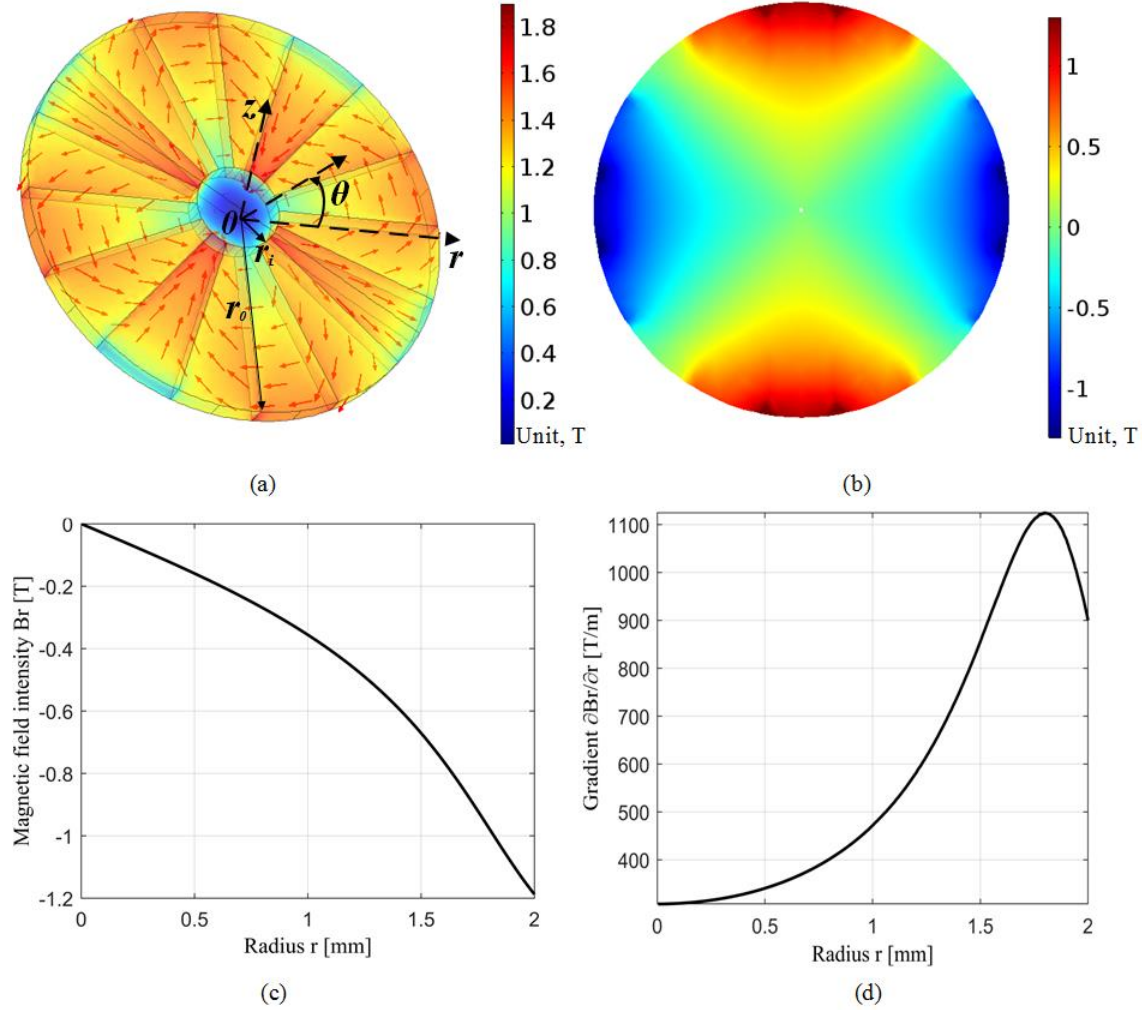 1.8
1.6
1.4
1.2
1
0.8
0.6
0.4
0.2
Unit, T
z
θ
0
r
r_i
r_0
(a)
1
0.5
0
-0.5
-1
Unit, T
(b)
Magnetic field intensity Br [T]
0
-0.2
-0.4
-0.6
-0.8
-1
-1.2
0 0.5 1 1.5 2
Radius r [mm]
(c)
Gradient ∂Br/∂r [T/m]
1100
1000
900
800
700
600
500
400
0 0.5 1 1.5 2
Radius r [mm]
(d)